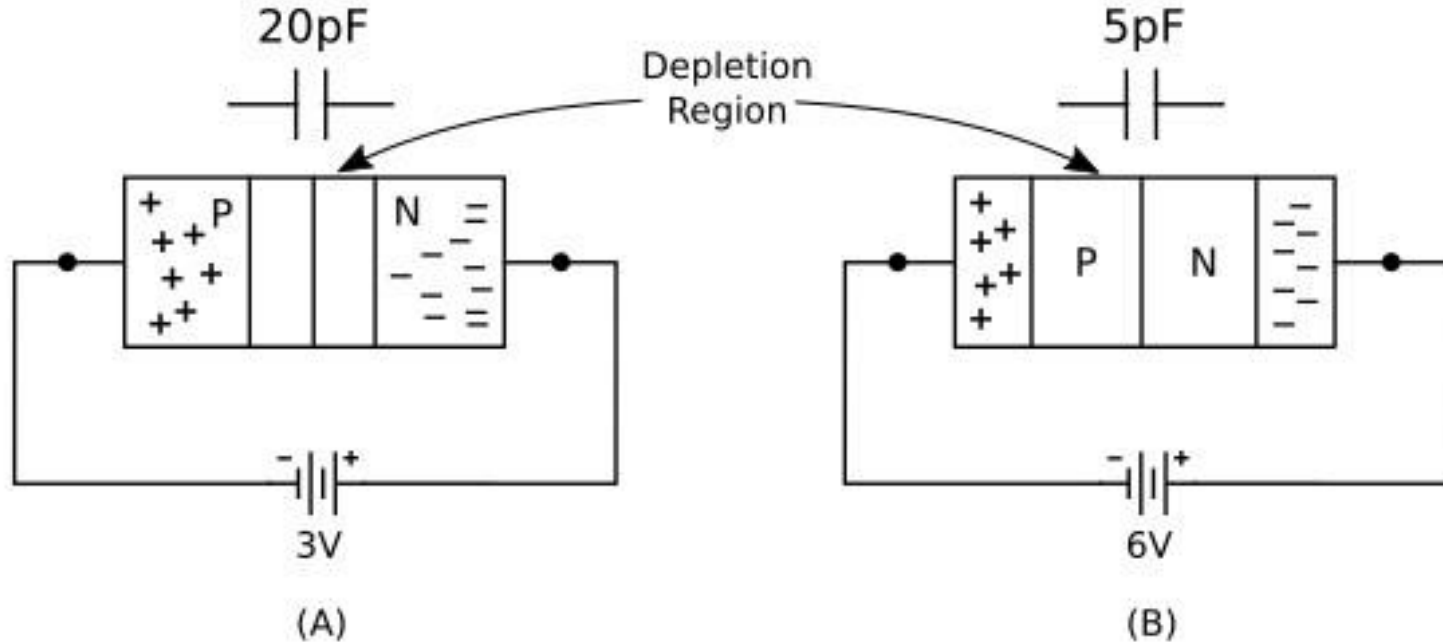 20pF
5pF
Depletion
Region
P
N
P
N
- +
3V
- +
6V
(A)
(B)